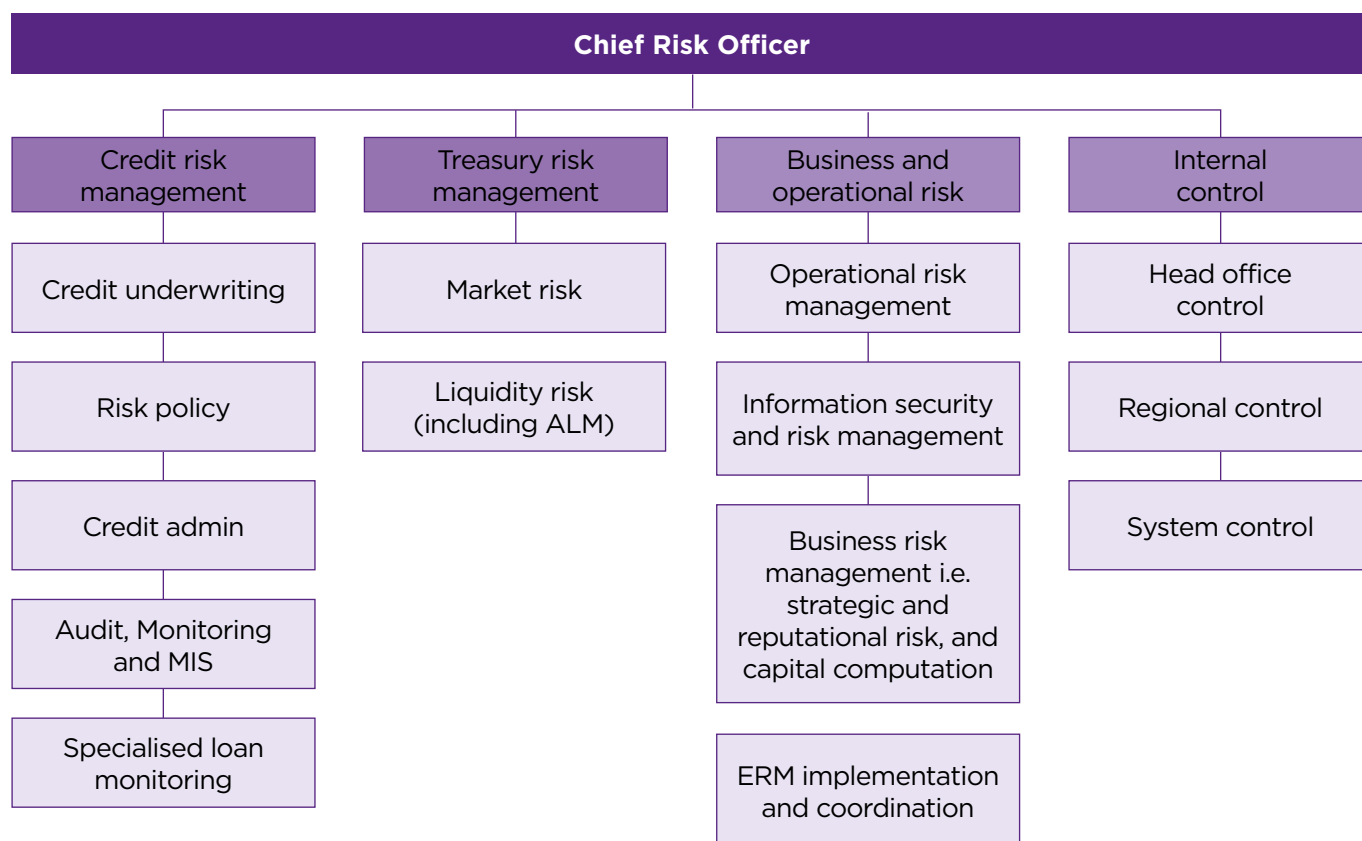 Chief Risk Officer
Credit risk
management
Credit underwriting
Risk policy
Credit admin
Audit, Monitoring
and MIS
Specialised loan
monitoring
Treasury risk
management
Market risk
Liquidity risk
(including ALM)
Business and
operational risk
Operational risk
management
Information security
and risk management
Business risk
management i.e.
strategic and
reputational risk, and
capital computation
ERM implementation
and coordination
Internal
control
Head office
control
Regional control
System control